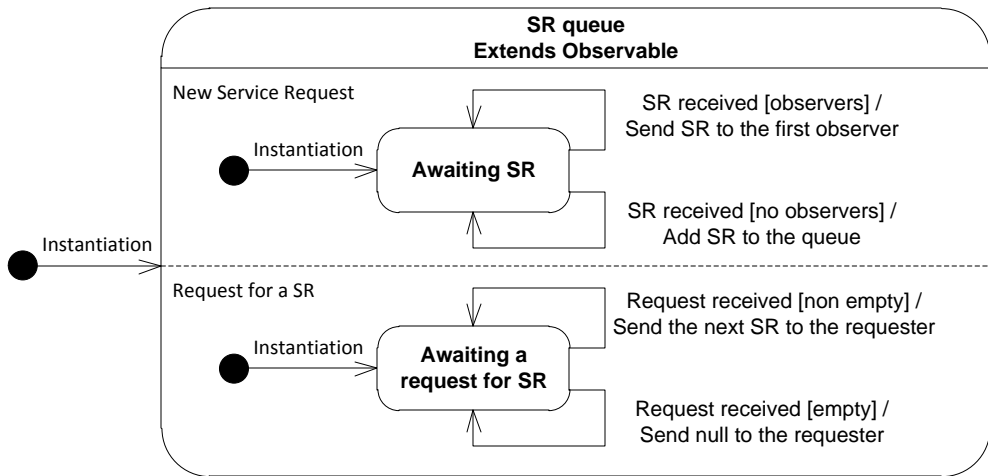 SR queue
Extends Observable
New Service Request
SR received [observers] /
Send SR to the first observer
Instantiation
Awaiting SR
SR received [no observers] /
Add SR to the queue
Instantiation
Request for a SR
Request received [non empty] /
Send the next SR to the requester
Instantiation
Awaiting a
request for SR
Request received [empty] /
Send null to the requester